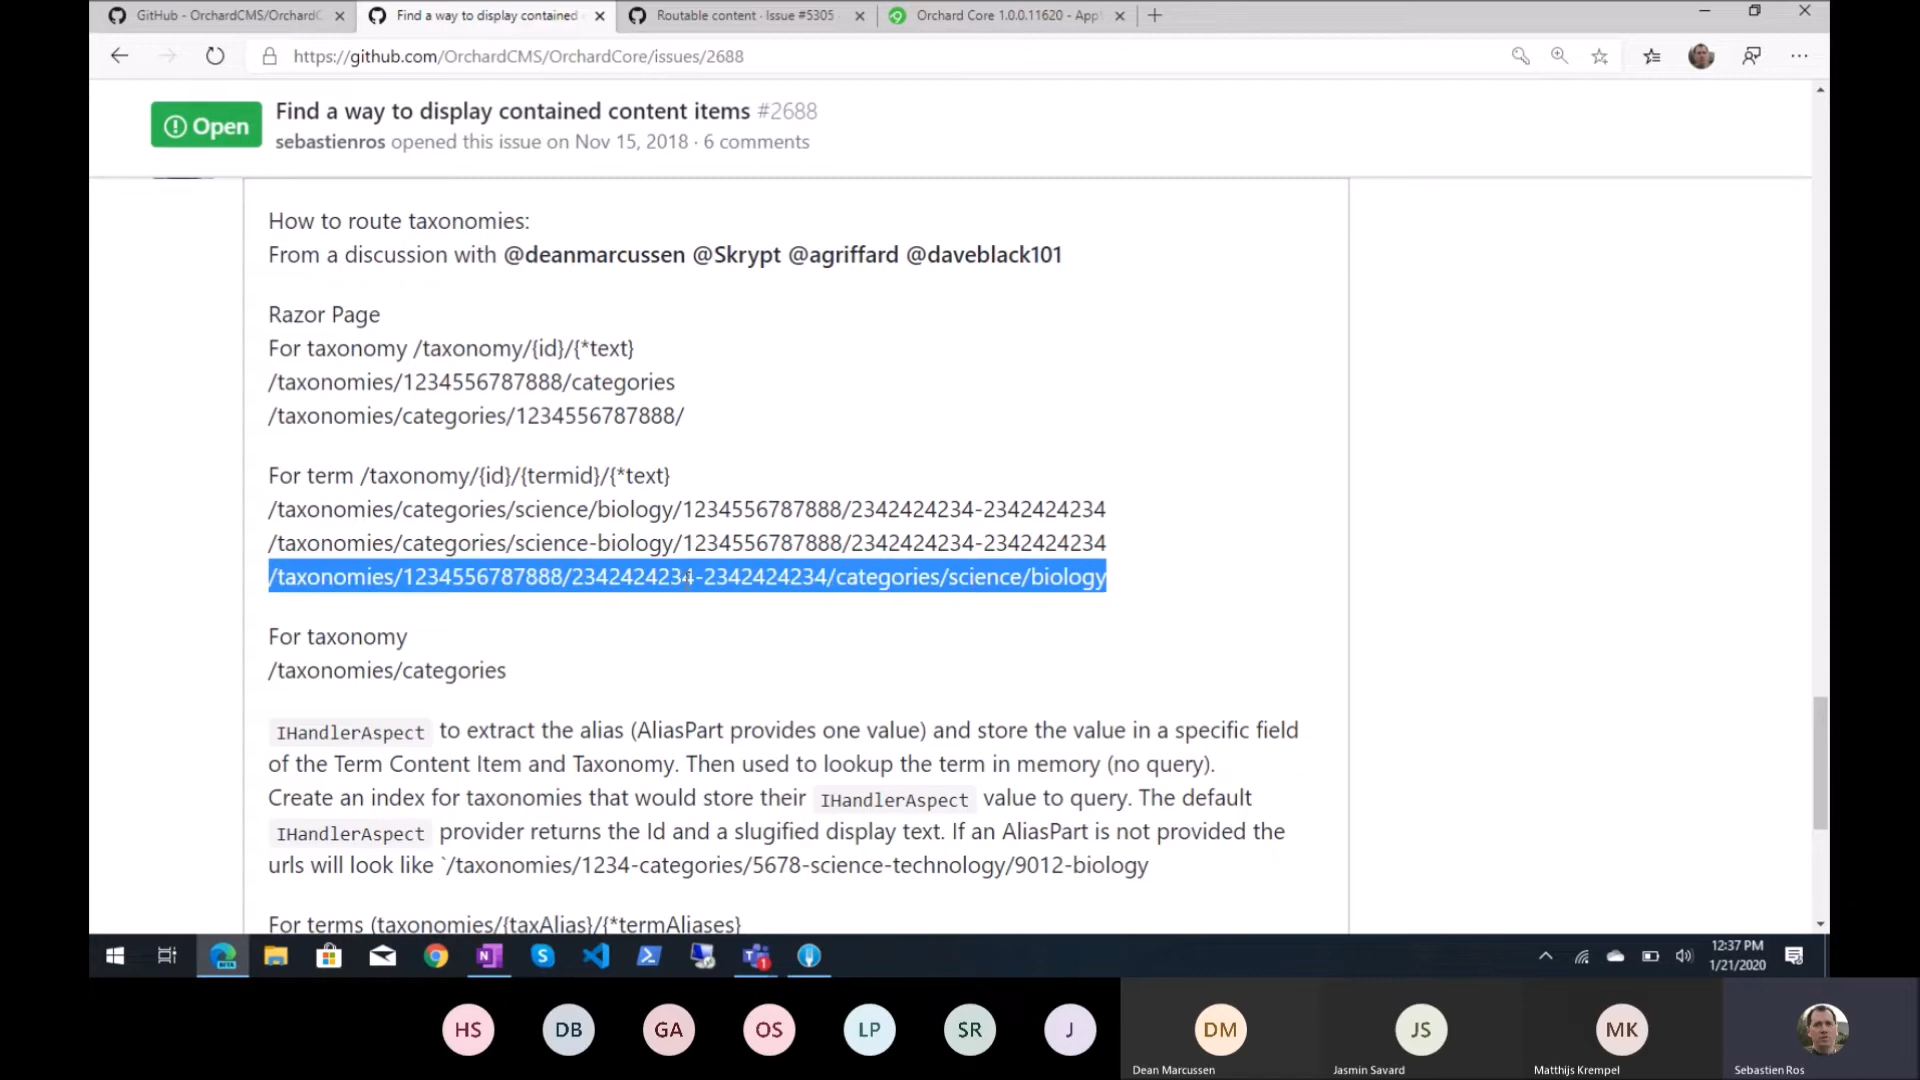 GitHub - OrchardCMS/OrchardC
Find a way to display contained
Routable content · Issue #5305
Orchard Core 1.0.0.11620 - App
https://github.com/OrchardCMS/OrchardCore/issues/2688
Open
Find a way to display contained content items #2688
sebastienros opened this issue on Nov 15, 2018 · 6 comments
How to route taxonomies:
From a discussion with @deanmarcussen @Skrypt @agriffard @daveblack101
Razor Page
For taxonomy /taxonomy/{id}/{*text}
/taxonomies/1234556787888/categories
/taxonomies/categories/1234556787888/
For term /taxonomy/{id}/{termid}/{*text}
/taxonomies/categories/science/biology/1234556787888/2342424234-2342424234
/taxonomies/categories/science-biology/1234556787888/2342424234-2342424234
/taxonomies/1234556787888/2342424234-2342424234/categories/science/biology
For taxonomy
/taxonomies/categories
IHandlerAspect to extract the alias (AliasPart provides one value) and store the value in a specific field
of the Term Content Item and Taxonomy. Then used to lookup the term in memory (no query).
Create an index for taxonomies that would store their IHandlerAspect value to query. The default
IHandlerAspect provider returns the Id and a slugified display text. If an AliasPart is not provided the
urls will look like `/taxonomies/1234-categories/5678-science-technology/9012-biology
For terms (taxonomies/{taxAlias}/{*termAliases}
BETA
N
S
T
1
12:37 PM
1/21/2020
HS
DB
GA
OS
LP
SR
J
DM
JS
MK
Dean Marcussen
Jasmin Savard
Matthijs Krempel
Sebastien Ros